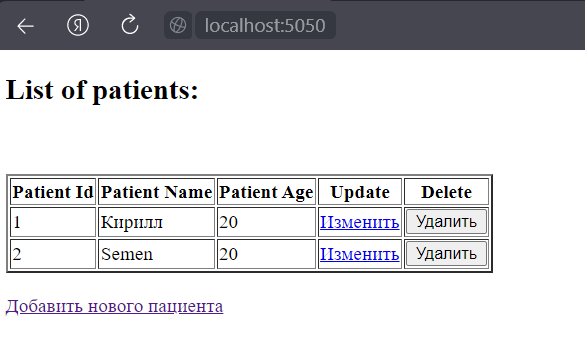 Я localhost:5050
List of patients:
Patient Id Patient Name Patient Age Update Delete
1 Кирилл 20 Изменить Удалить
2 Semen 20 Изменить Удалить
Добавить нового пациента